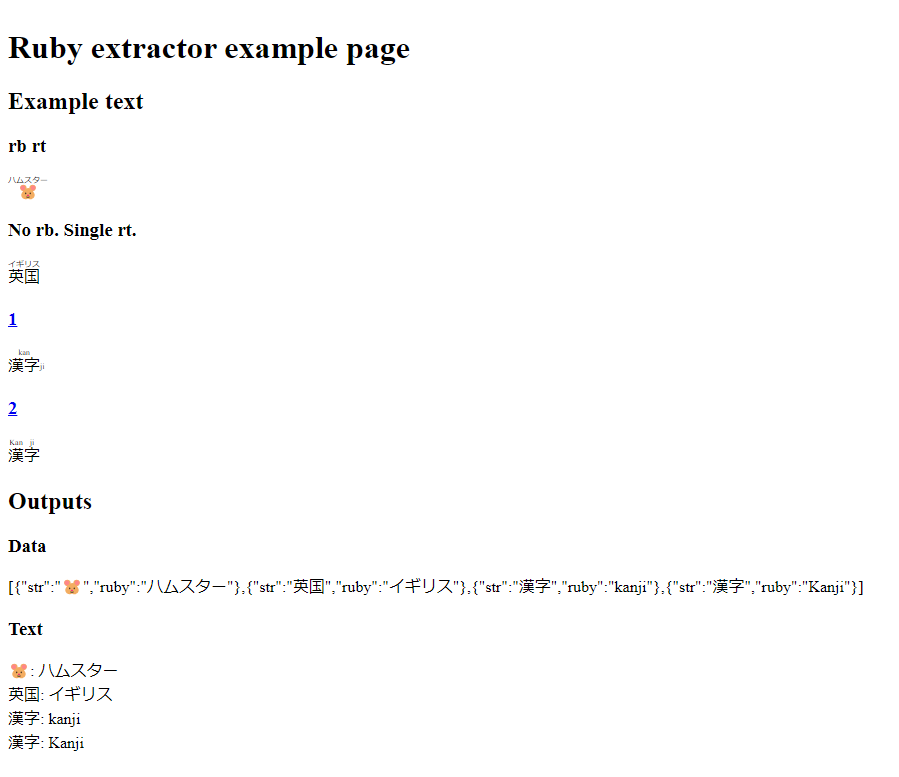 Ruby extractor example page
Example text
rb rt
ハムスター
🐹
No rb. Single rt.
イギリス
英国
1
kan
漢字ji
2
Kan ji
漢字
Outputs
Data
[{"str":"🐹","ruby":"ハムスター"},{"str":"英国","ruby":"イギリス"},{"str":"漢字","ruby":"kanji"},{"str":"漢字","ruby":"Kanji"}]
Text
🐹: ハムスター
英国: イギリス
漢字: kanji
漢字: Kanji